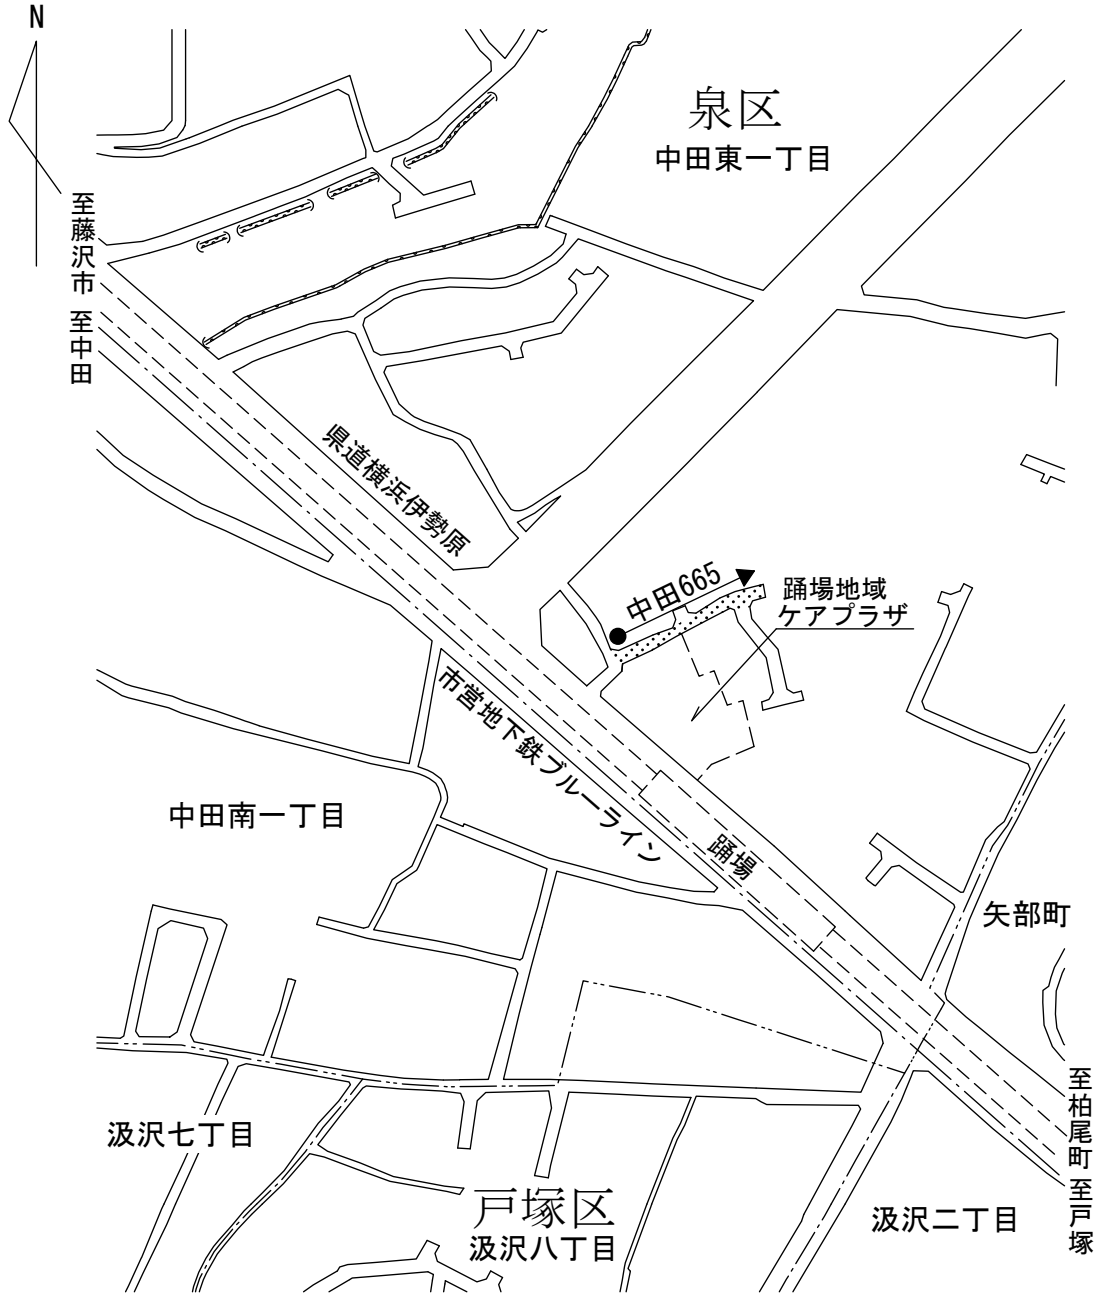 N
泉区
中田東一丁目
至藤沢市
至中田
県道横浜伊勢原
中田665
踊場地域
ケアプラザ
市営地下鉄ブルーライン
中田南一丁目
踊場
矢部町
至柏尾町
至戸塚
汲沢七丁目
戸塚区
汲沢八丁目
汲沢二丁目